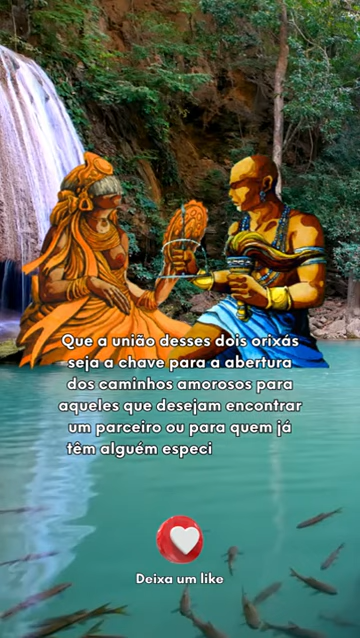 Que a união desses dois orixás
seja a chave para a abertura
dos caminhos amorosos para
aqueles que desejam encontrar
um parceiro ou para quem já
têm alguém especi
Deixa um like